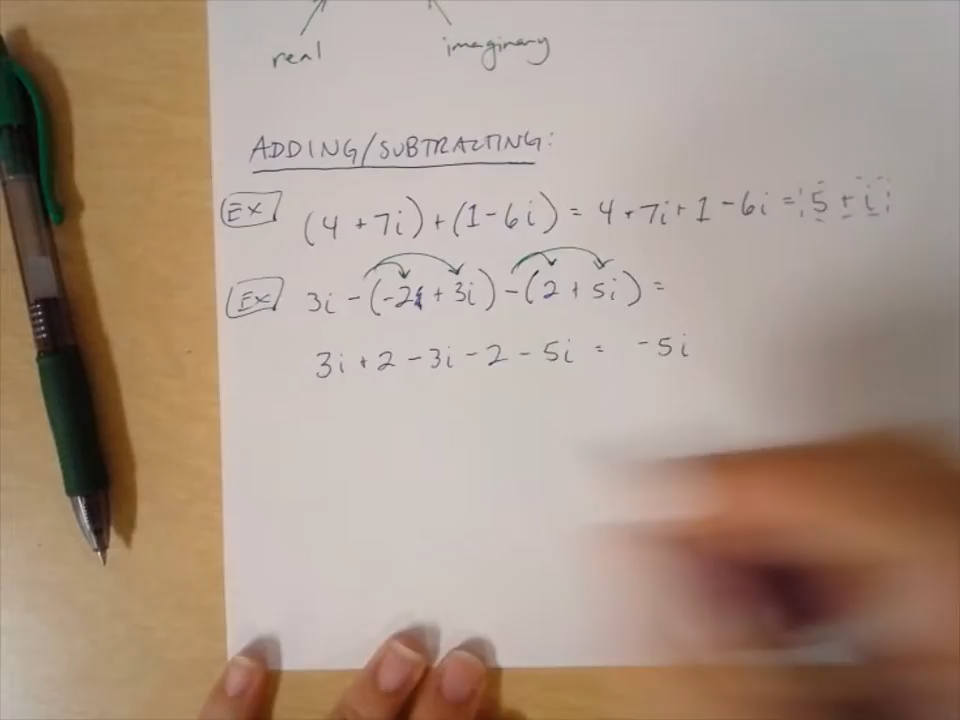 real imaginary
ADDING/SUBTRACTING:
EX (4 + 7i) + (1 - 6i) = 4 + 7i + 1 - 6i = 5 + i
EX 3i - (-2 + 3i) - (2 + 5i) =
3i + 2 - 3i - 2 - 5i = -5i